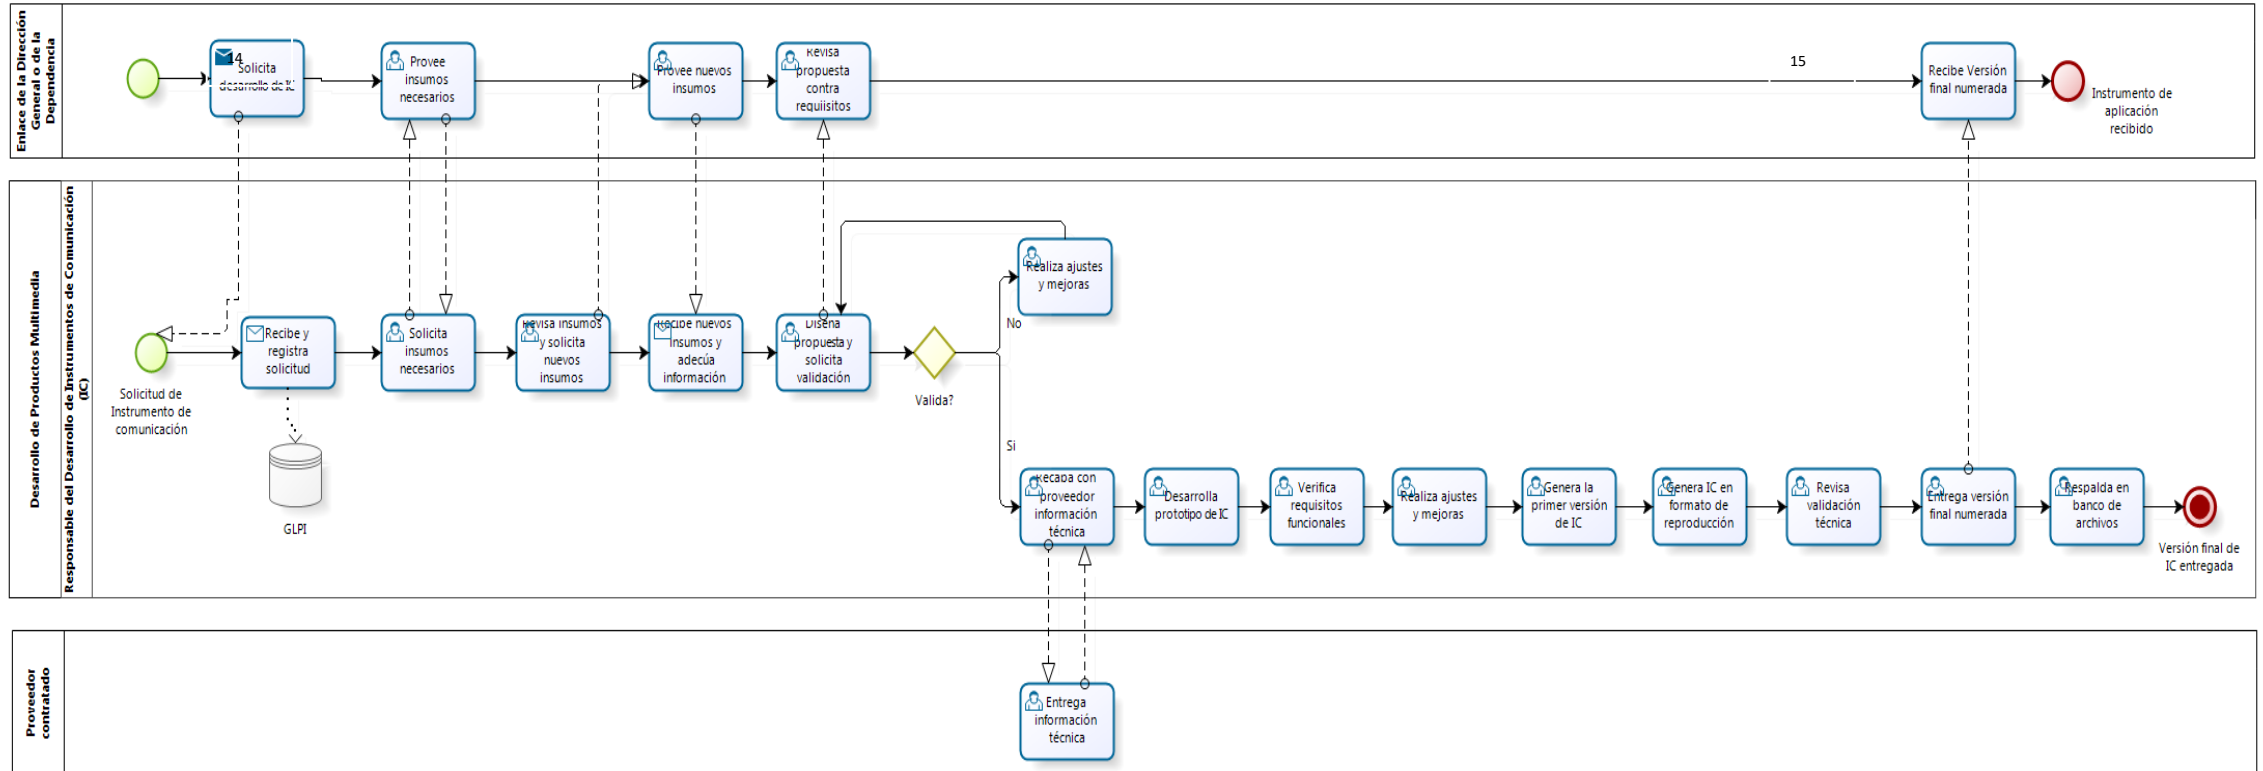 Enlace de la Dirección
General o de la
Dependencia
14
Solicita
desarrollo de IC
Provee
insumos
necesarios
Provee nuevos
insumos
Revisa
propuesta
contra
requiisitos
15
Recibe Versión
final numerada
Instrumento de
aplicación
recibido
Desarrollo de Productos Multimedia
Responsable del Desarrollo de Instrumentos de Comunicación
(IC)
Solicitud de
Instrumento de
comunicación
Recibe y
registra
solicitud
GLPI
Solicita
insumos
necesarios
Revisa insumos
y solicita
nuevos
insumos
Recibe nuevos
insumos y
adecúa
información
Diseña
propuesta y
solicita
validación
Valida?
No
Realiza ajustes
y mejoras
Si
Recaba con
proveedor
información
técnica
Desarrolla
prototipo de IC
Verifica
requisitos
funcionales
Realiza ajustes
y mejoras
Genera la
primer versión
de IC
Genera IC en
formato de
reproducción
Revisa
validación
técnica
Entrega versión
final numerada
Respalda en
banco de
archivos
Versión final de
IC entregada
Proveedor
contratado
Entrega
información
técnica